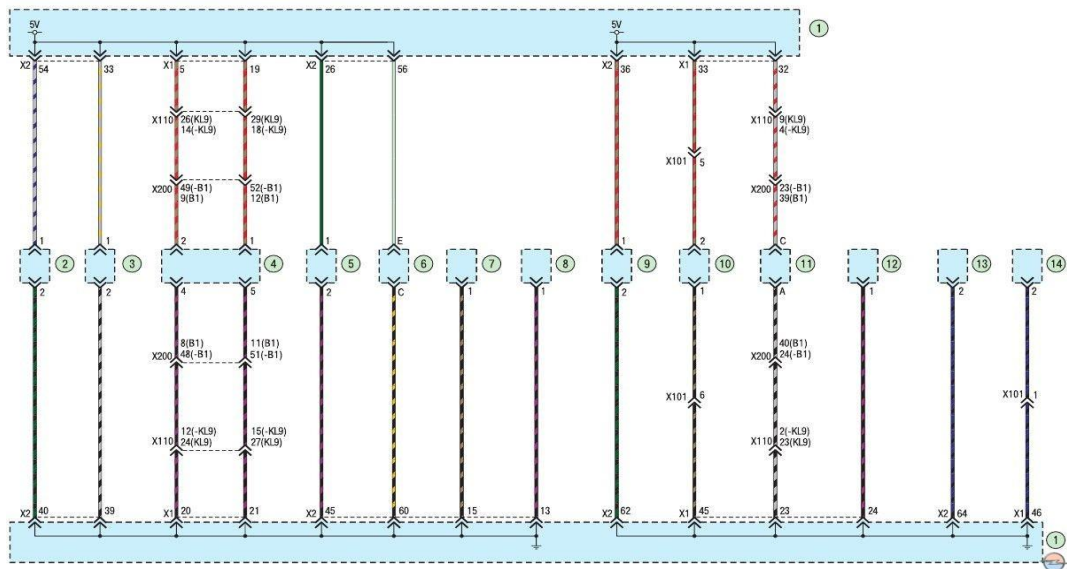 5V 5V 1
X2 54 33 X1 5 19 X2 26 56 X2 36 X1 33 32
X110 26(KL9) 29(KL9) X110 9(KL9)
14(-KL9) 18(-KL9) 4(-KL9)
X101 5
X200 49(-B1) 52(-B1) X200 23(-B1)
9(B1) 12(B1) 39(B1)
1 1 2 1 1 E 1 2 C
2 3 4 5 6 7 8 9 10 11 12 13 14
2 2 4 5 2 C 1 1 2 1 A 1 2 2
8(B1) 11(B1) 40(B1)
X200 48(-B1) 51(-B1) X200 24(-B1)
X101 6 X101 1
12(-KL9) 15(-KL9) 2(-KL9)
X110 24(KL9) 27(KL9) X110 23(KL9)
X2 40 39 X1 20 21 X2 45 60 15 13 X2 62 X1 45 23 24 X2 64 X1 46
1